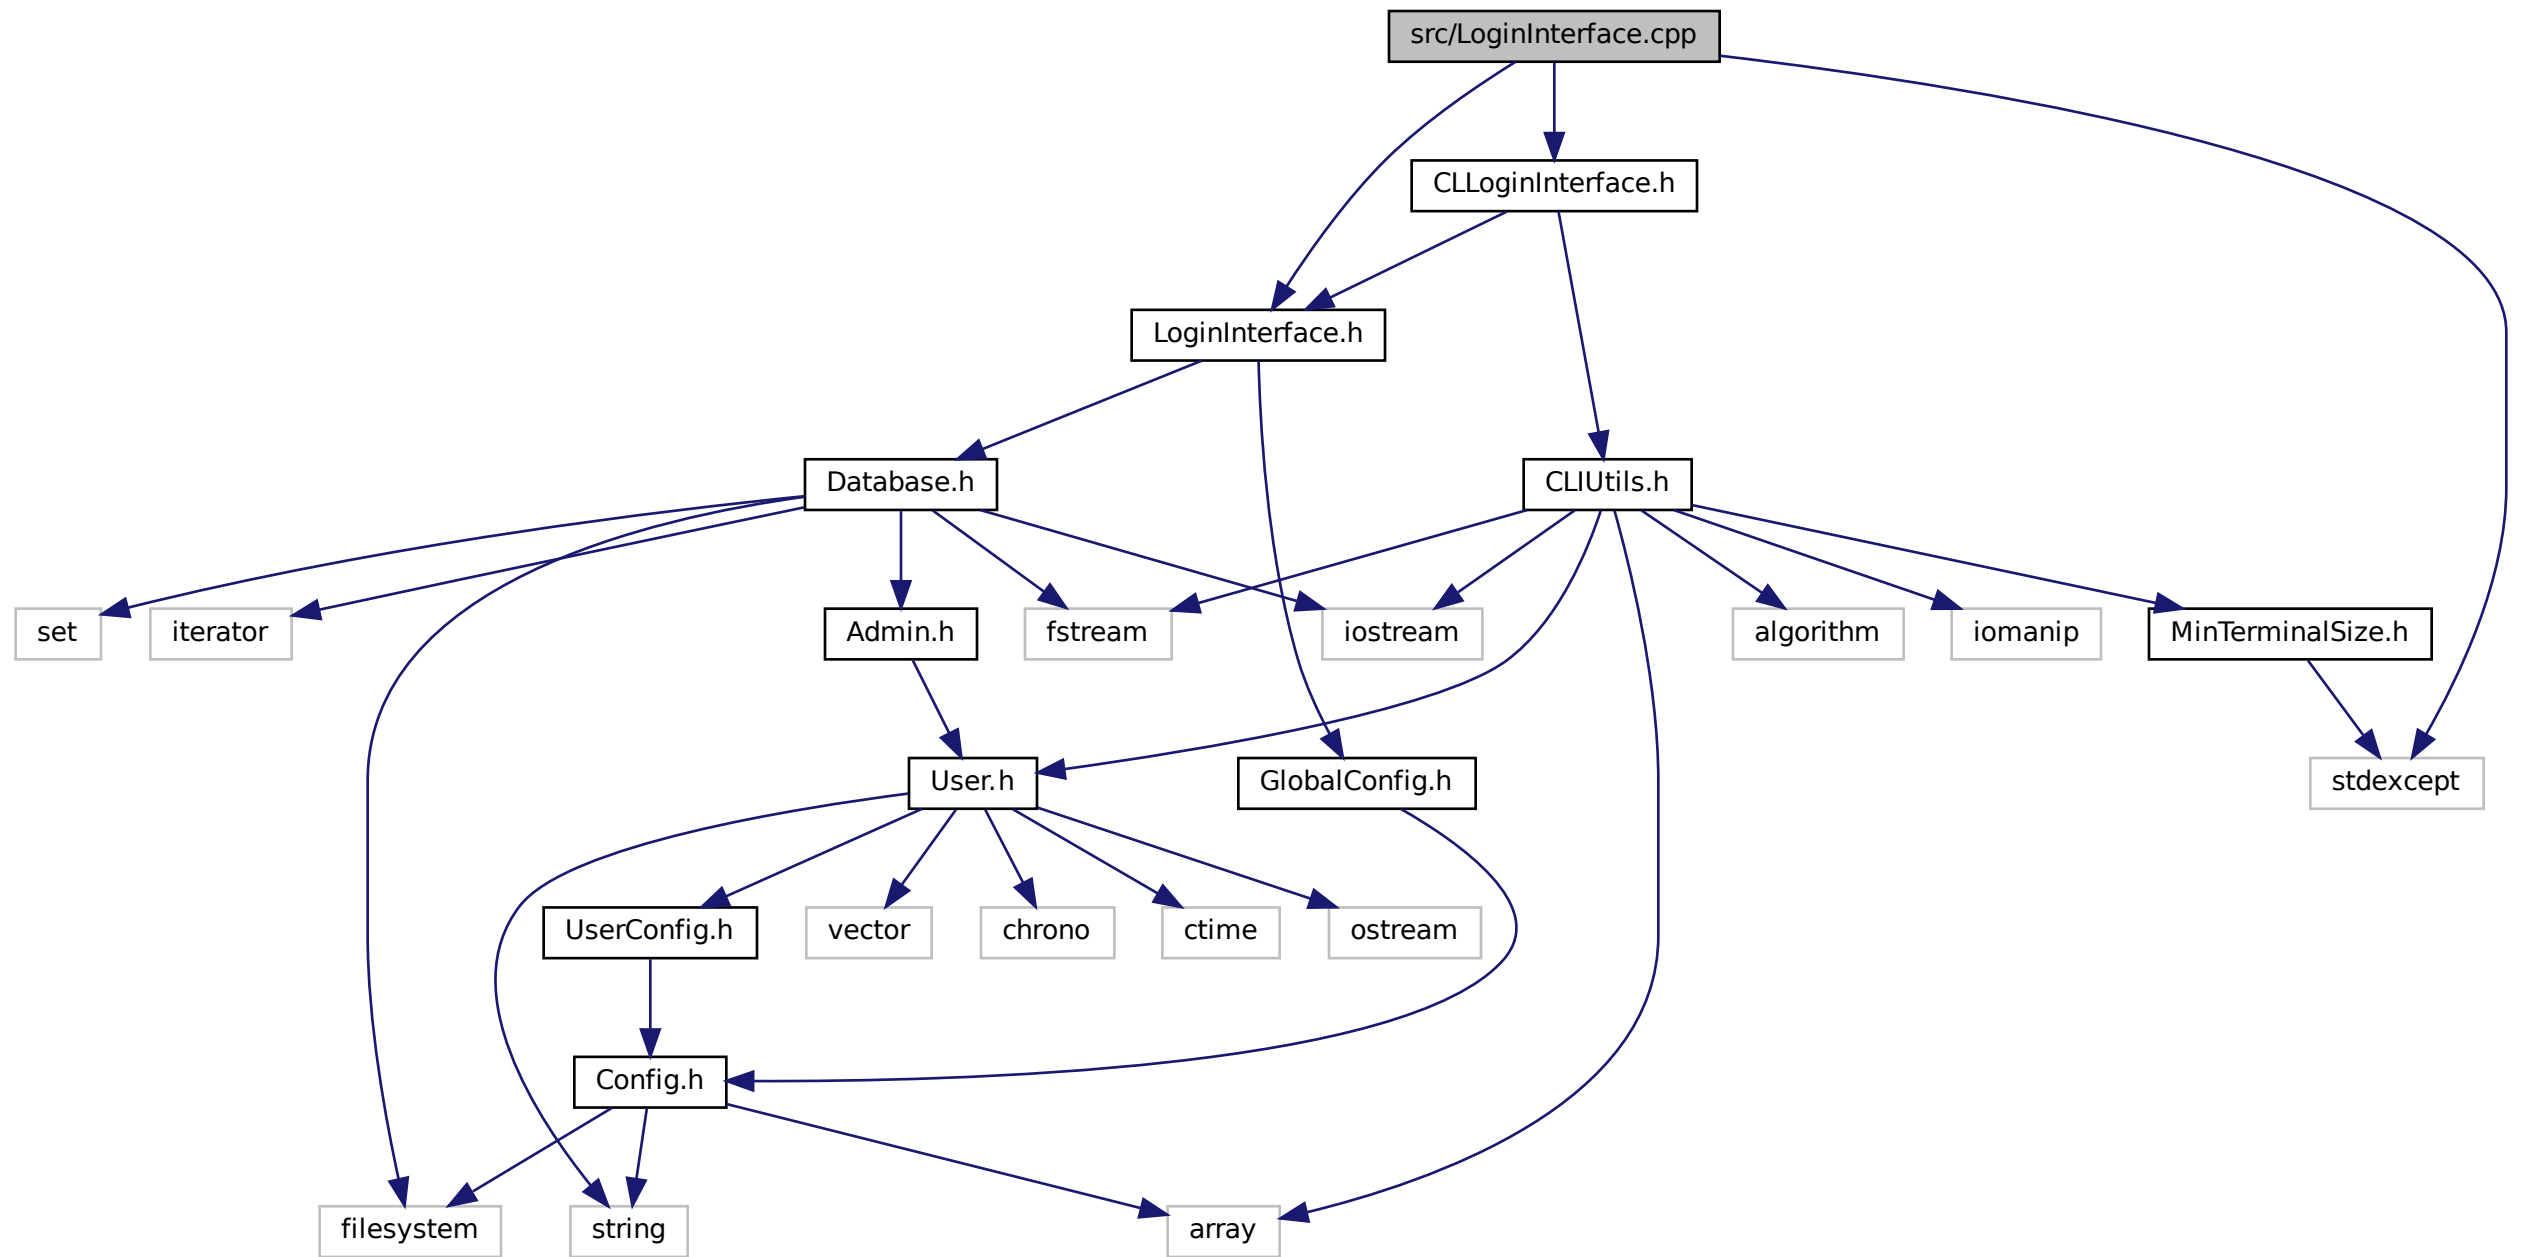 src/LoginInterface.cpp
CLLoginInterface.h
LoginInterface.h
Database.h
CLIUtils.h
set
iterator
Admin.h
fstream
iostream
algorithm
iomanip
MinTerminalSize.h
User.h
GlobalConfig.h
stdexcept
UserConfig.h
vector
chrono
ctime
ostream
Config.h
filesystem
string
array